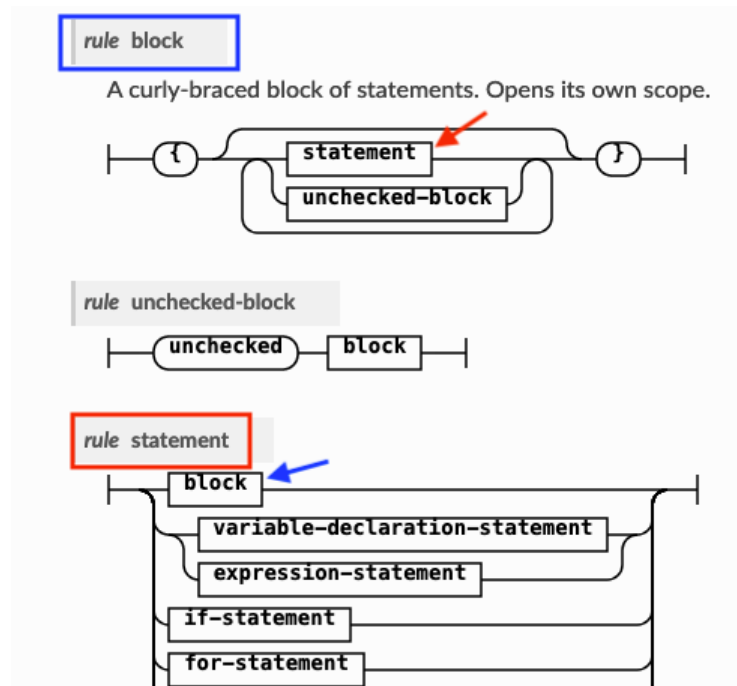 rule block
A curly-braced block of statements. Opens its own scope.
{ statement }
unchecked-block
rule unchecked-block
unchecked block
rule statement
block
variable-declaration-statement
expression-statement
if-statement
for-statement